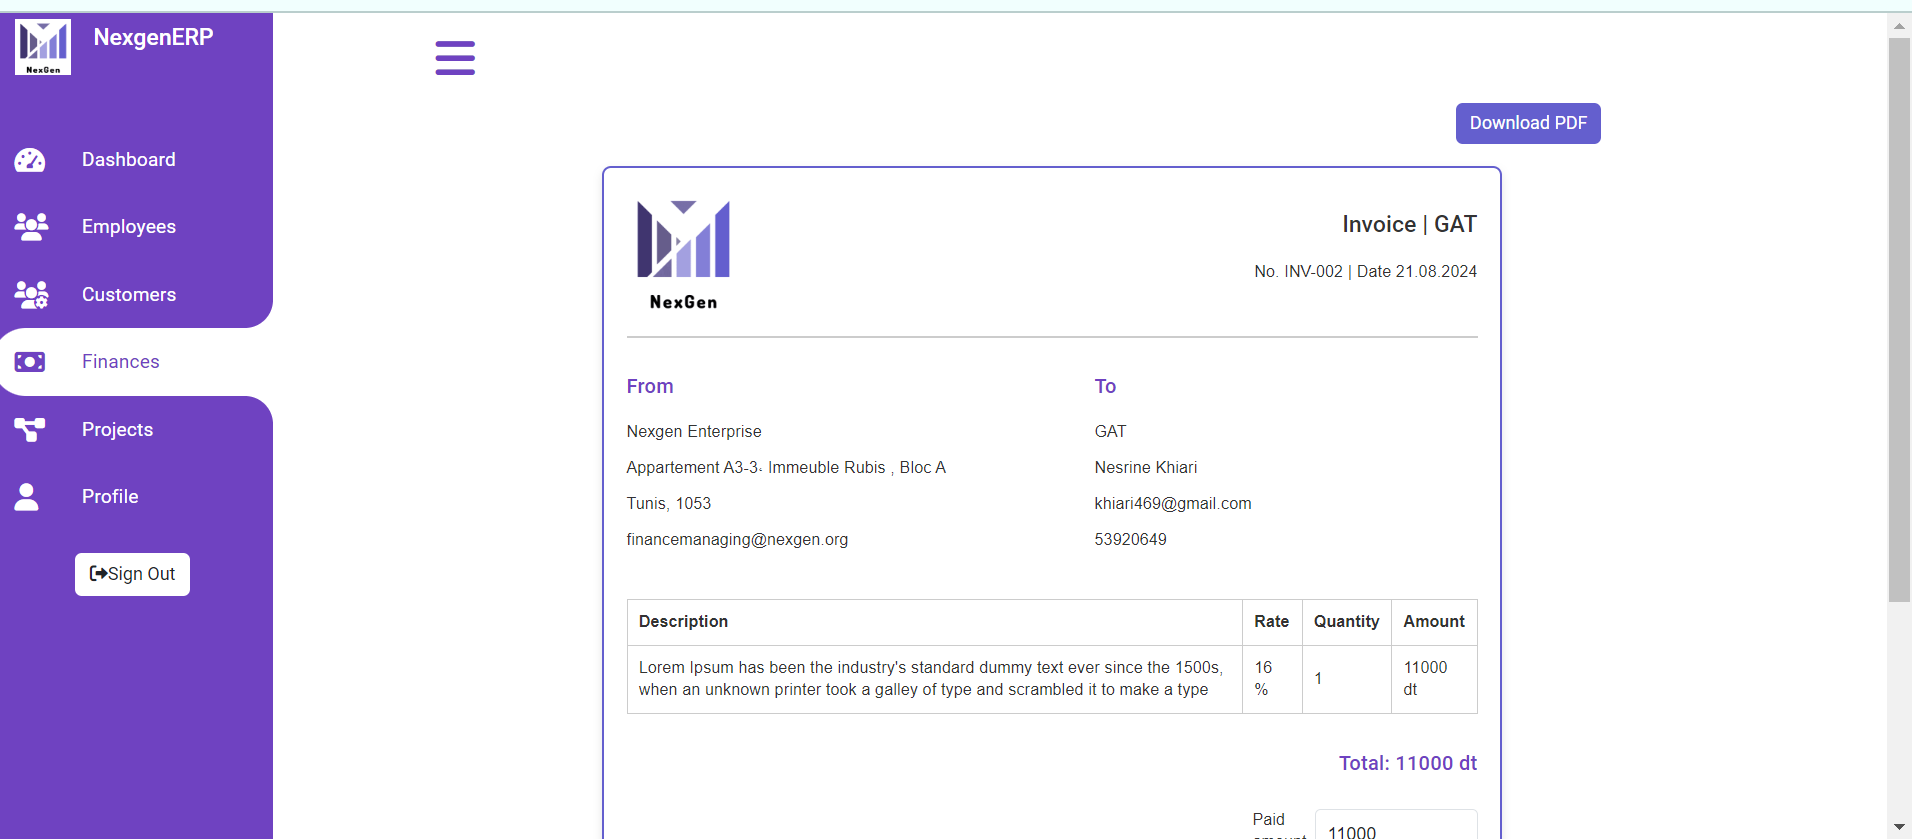 NexGen
NexgenERP
Dashboard
Employees
Customers
Finances
Projects
Profile
Sign Out
Download PDF
NexGen
Invoice | GAT
No. INV-002 | Date 21.08.2024
From
Nexgen Enterprise
Appartement A3-3، Immeuble Rubis , Bloc A
Tunis, 1053
financemanaging@nexgen.org
To
GAT
Nesrine Khiari
khiari469@gmail.com
53920649
Description Rate Quantity Amount
Lorem Ipsum has been the industry's standard dummy text ever since the 1500s,
when an unknown printer took a galley of type and scrambled it to make a type
16
%
1
11000
dt
Total: 11000 dt
Paid
amount
11000